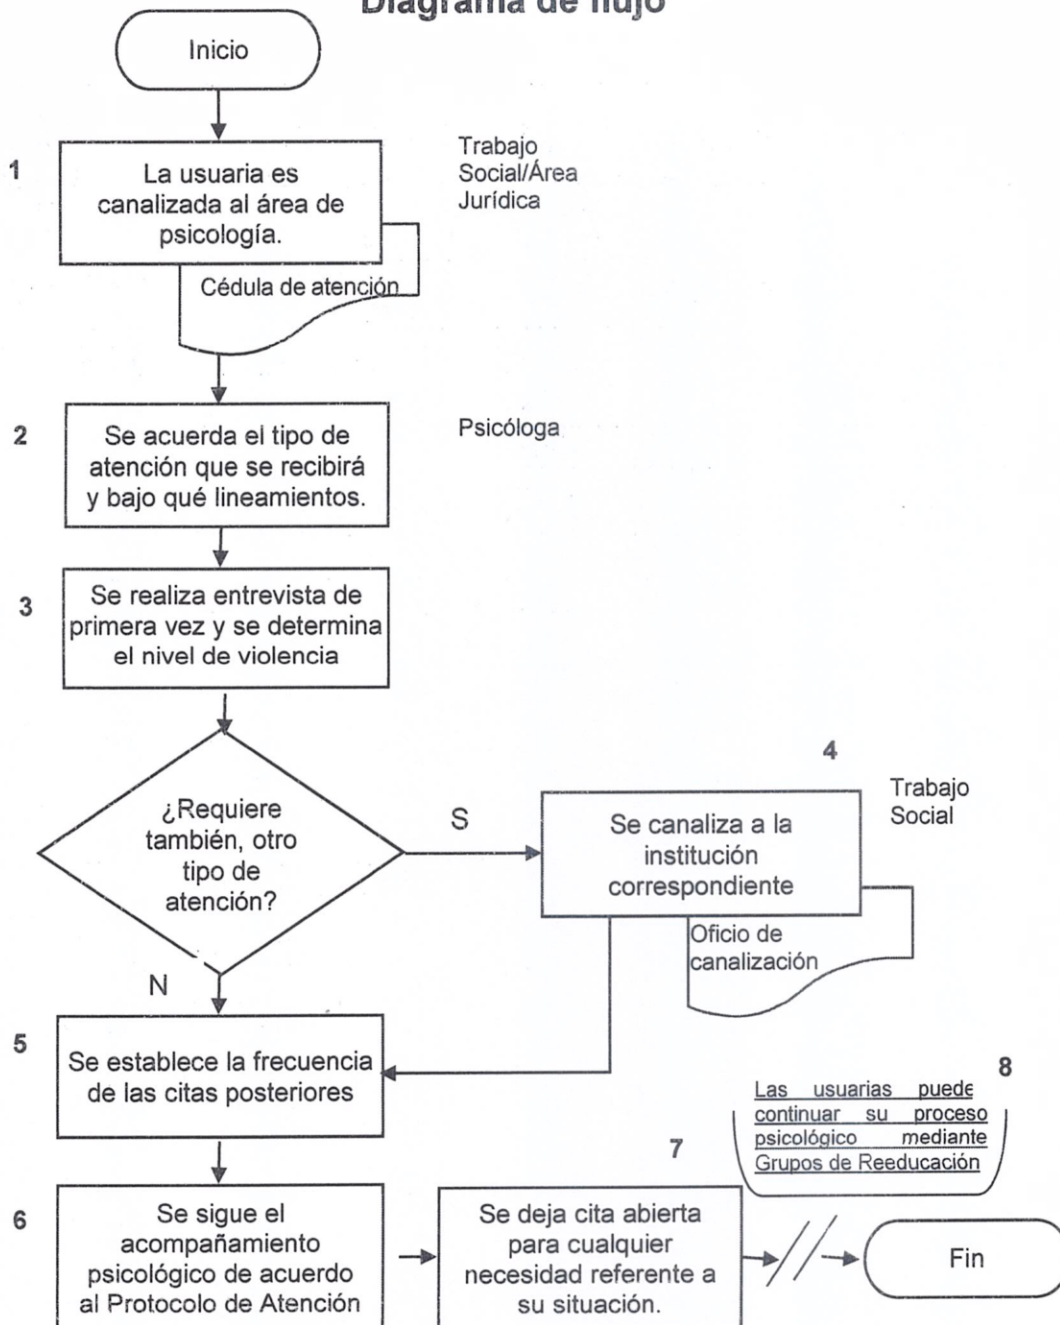 Diagrama de flujo
Inicio
1
La usuaria es
canalizada al área de
psicología.
Trabajo
Social/Área
Jurídica
Cédula de atención
2
Se acuerda el tipo de
atención que se recibirá
y bajo qué lineamientos.
Psicóloga
3
Se realiza entrevista de
primera vez y se determina
el nivel de violencia
¿Requiere
también, otro
tipo de
atención?
S
N
4
Se canaliza a la
institución
correspondiente
Trabajo
Social
Oficio de
canalización
5
Se establece la frecuencia
de las citas posteriores
6
Se sigue el
acompañamiento
psicológico de acuerdo
al Protocolo de Atención
7
Se deja cita abierta
para cualquier
necesidad referente a
su situación.
8
Las usuarias puede
continuar su proceso
psicológico mediante
Grupos de Reeducación
Fin